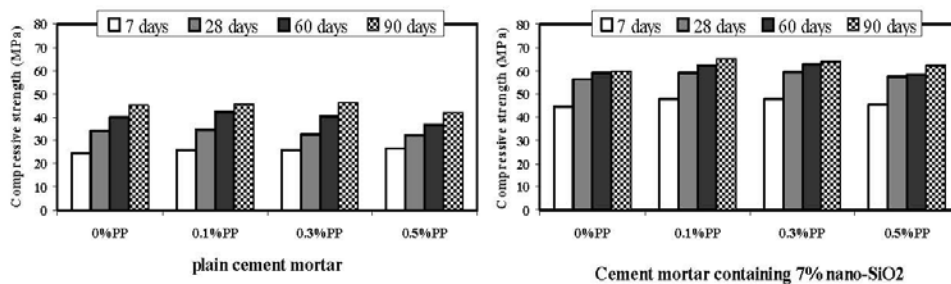 Compressive strength (MPa)
80
70
60
50
40
30
20
10
0
7 days 28 days 60 days 90 days
0%PP 0.1%PP 0.3%PP 0.5%PP
plain cement mortar
Compressive strength (MPa)
80
70
60
50
40
30
20
10
0
7 days 28 days 60 days 90 days
0%PP 0.1%PP 0.3%PP 0.5%PP
Cement mortar containing 7% nano-SiO2